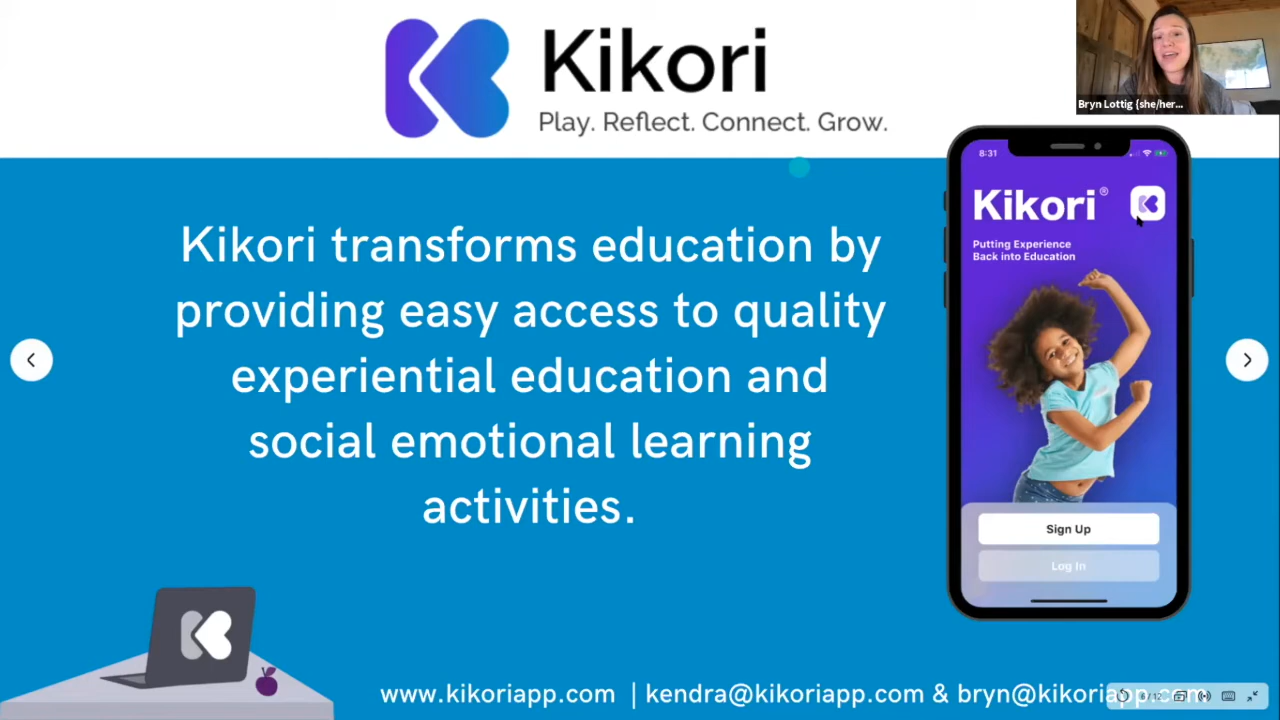 Kikori
Play. Reflect. Connect. Grow.
Bryn Lottig {she/her...
8:31
Kikori®
Putting Experience
Back into Education
Kikori transforms education by
providing easy access to quality
experiential education and
social emotional learning
activities.
Sign Up
Log In
www.kikoriapp.com | kendra@kikoriapp.com & bryn@kikoriapp.com
6 / 12